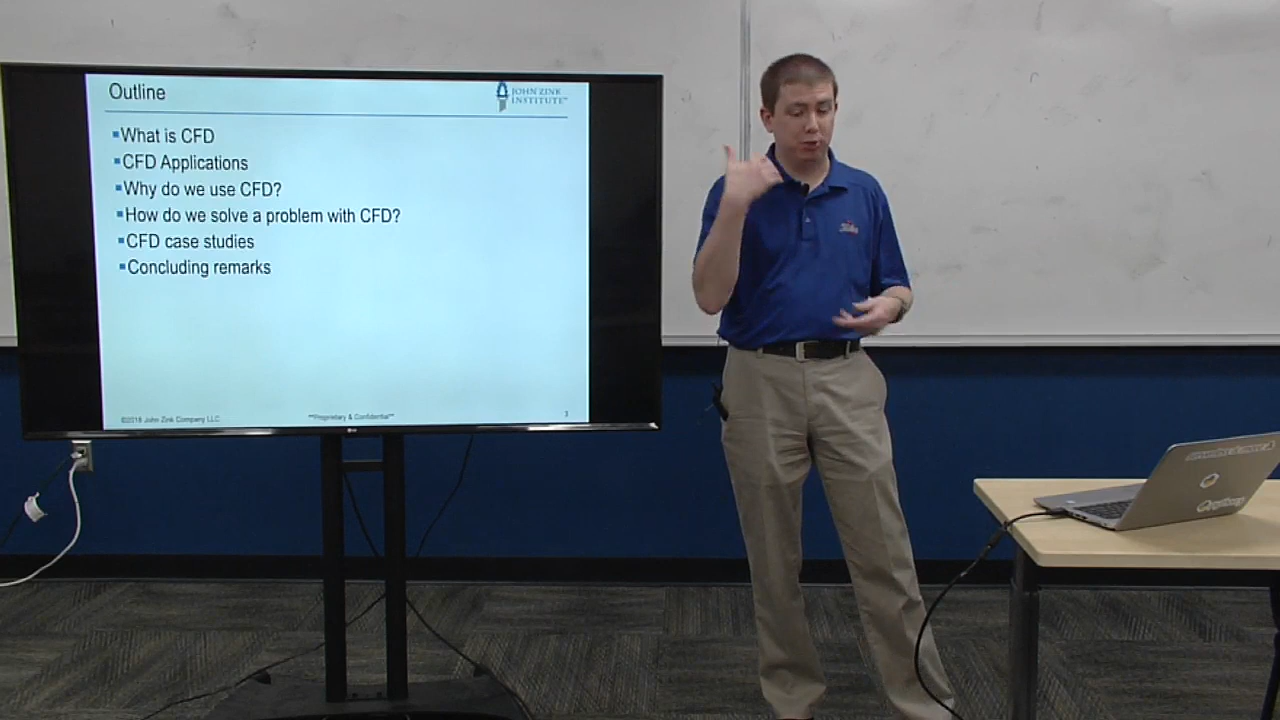 Outline
JOHN ZINK
INSTITUTE
▪What is CFD
▪CFD Applications
▪Why do we use CFD?
▪How do we solve a problem with CFD?
▪CFD case studies
▪Concluding remarks
©2018 John Zink Company LLC
**Proprietary & Confidential**
3
LG